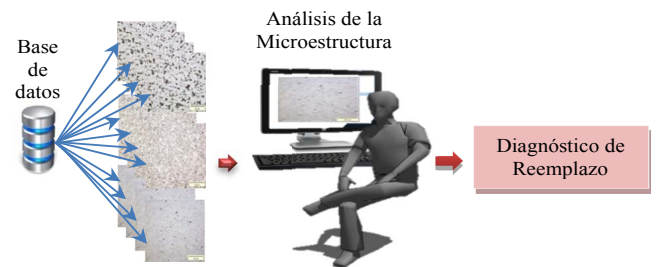 Base
de
datos
Análisis de la
Microestructura
Diagnóstico de
Reemplazo